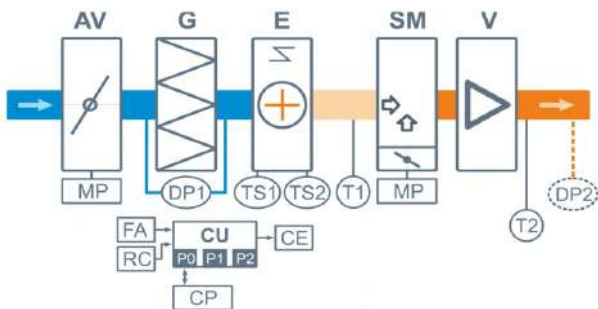 AV G E SM V
MP DP1 TS1 TS2 T1 MP DP2
T2
FA CU CE
RC P0 P1 P2
CP